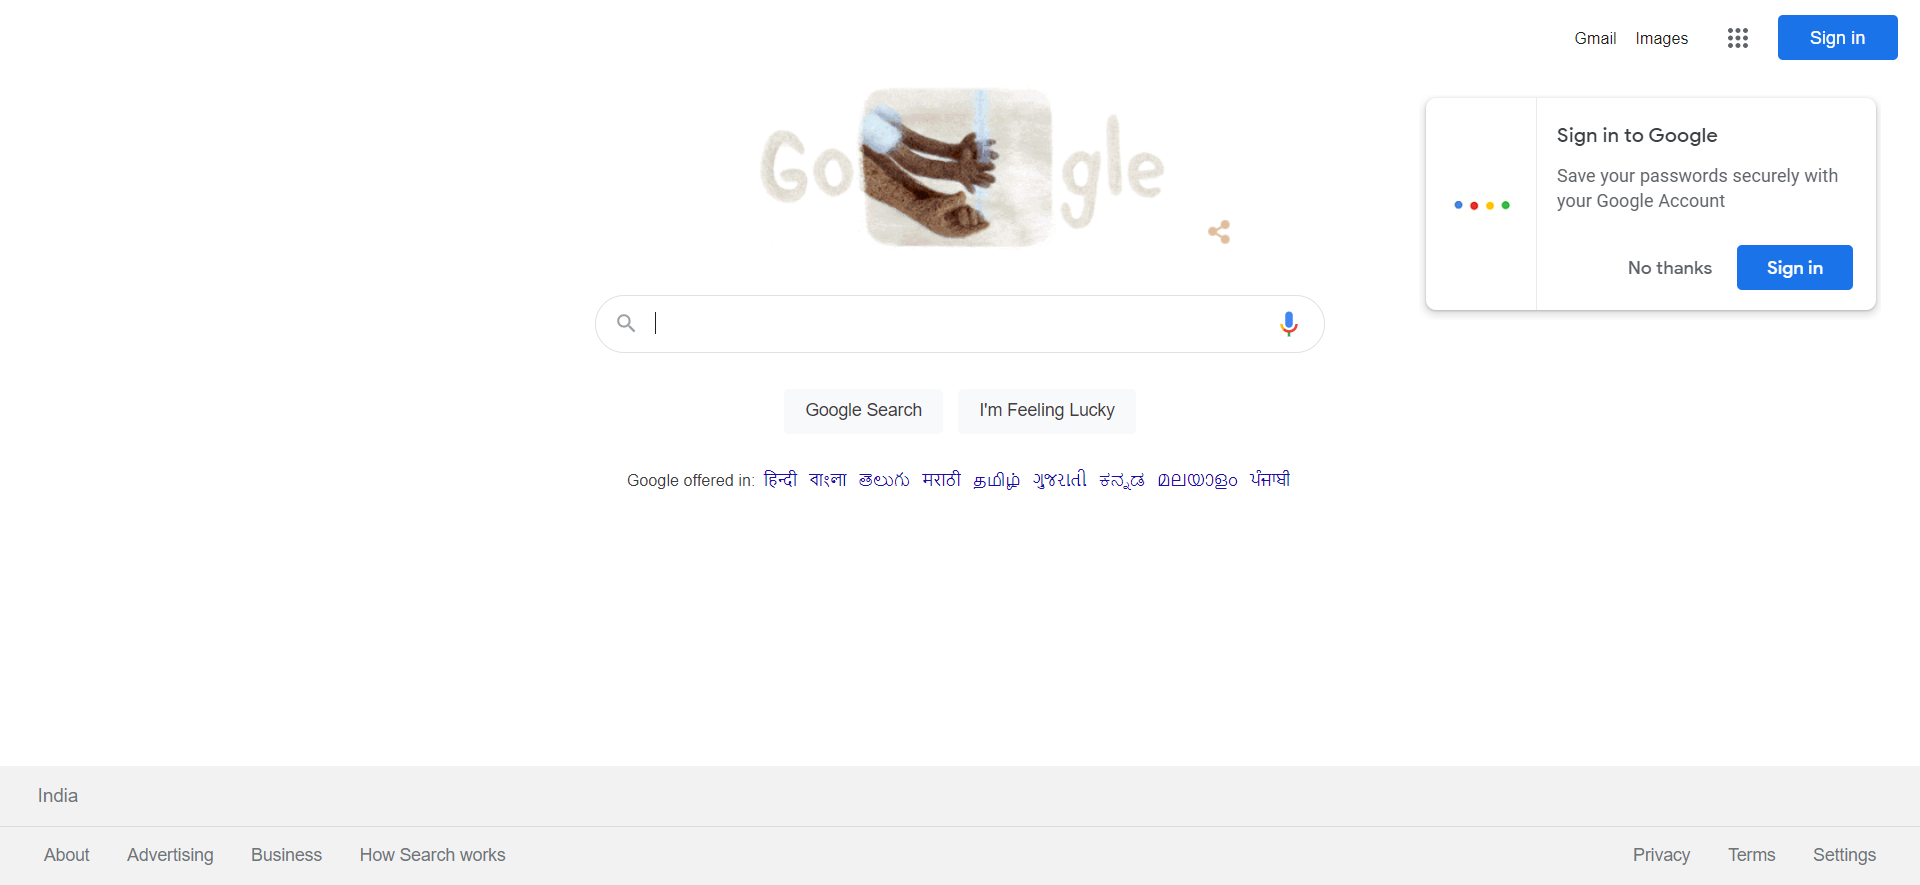 Gmail Images Sign in
Google
Sign in to Google
Save your passwords securely with
your Google Account
No thanks Sign in
Google Search I'm Feeling Lucky
Google offered in: हिन्दी বাংলা తెలుగు मराठी தமிழ் ગુજરાતી ಕನ್ನಡ മലയാളം ਪੰਜਾਬੀ
India
About Advertising Business How Search works Privacy Terms Settings